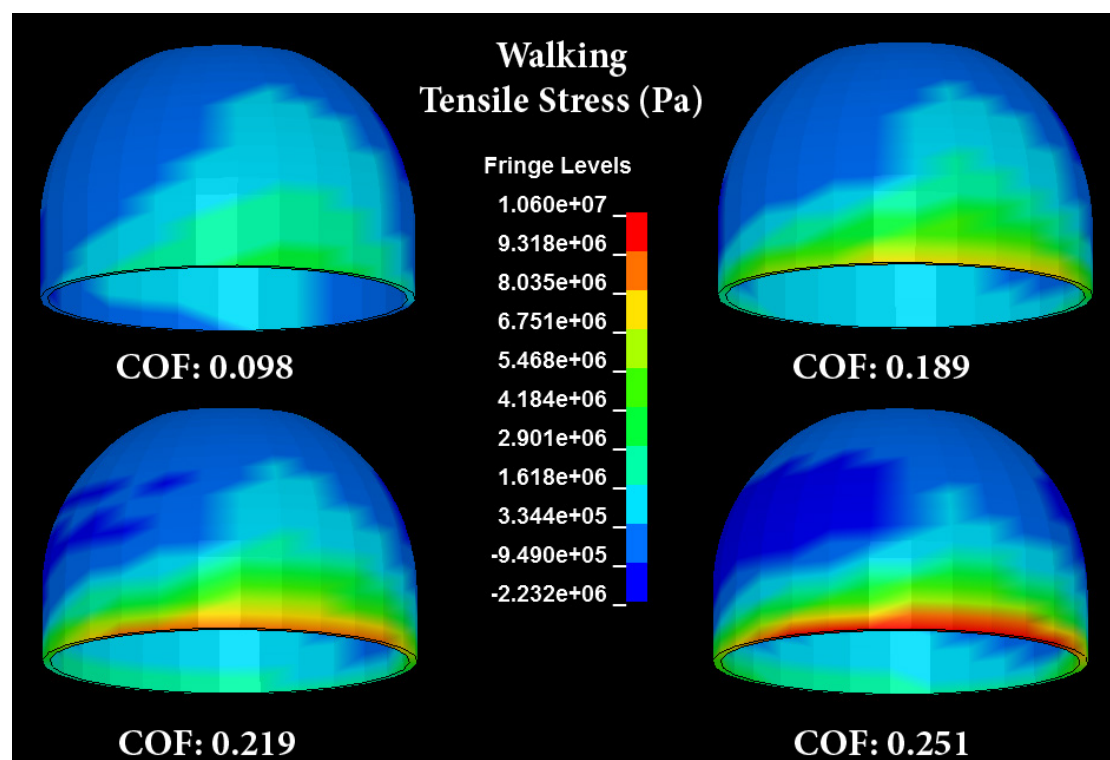 Walking
Tensile Stress (Pa)
Fringe Levels
1.060e+07
9.318e+06
8.035e+06
6.751e+06
5.468e+06
4.184e+06
2.901e+06
1.618e+06
3.344e+05
-9.490e+05
-2.232e+06
COF: 0.098
COF: 0.189
COF: 0.219
COF: 0.251